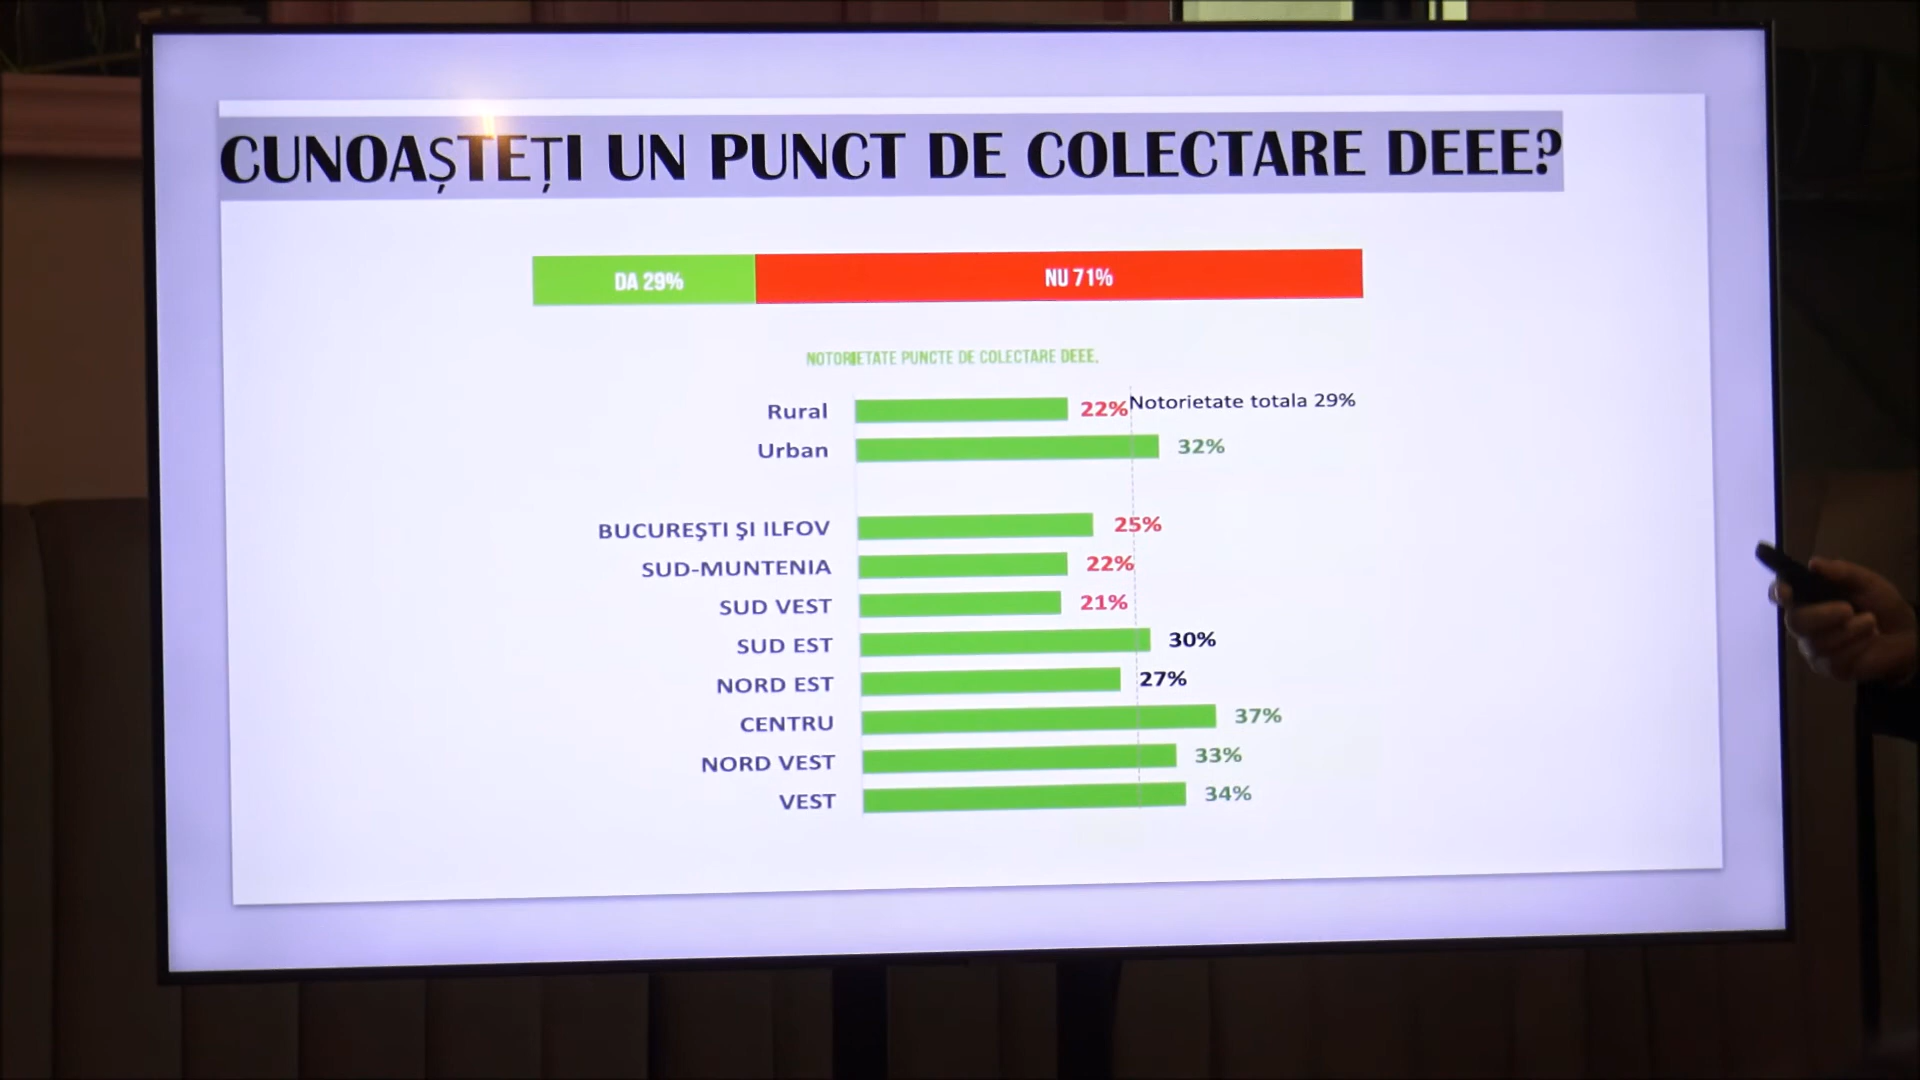 CUNOAȘTEȚI UN PUNCT DE COLECTARE DEEE?
DA 29% NU 71%
NOTORIETATE PUNCTE DE COLECTARE DEEE.
Rural 22% Notorietate totala 29%
Urban 32%
BUCUREŞTI ŞI ILFOV 25%
SUD-MUNTENIA 22%
SUD VEST 21%
SUD EST 30%
NORD EST 27%
CENTRU 37%
NORD VEST 33%
VEST 34%